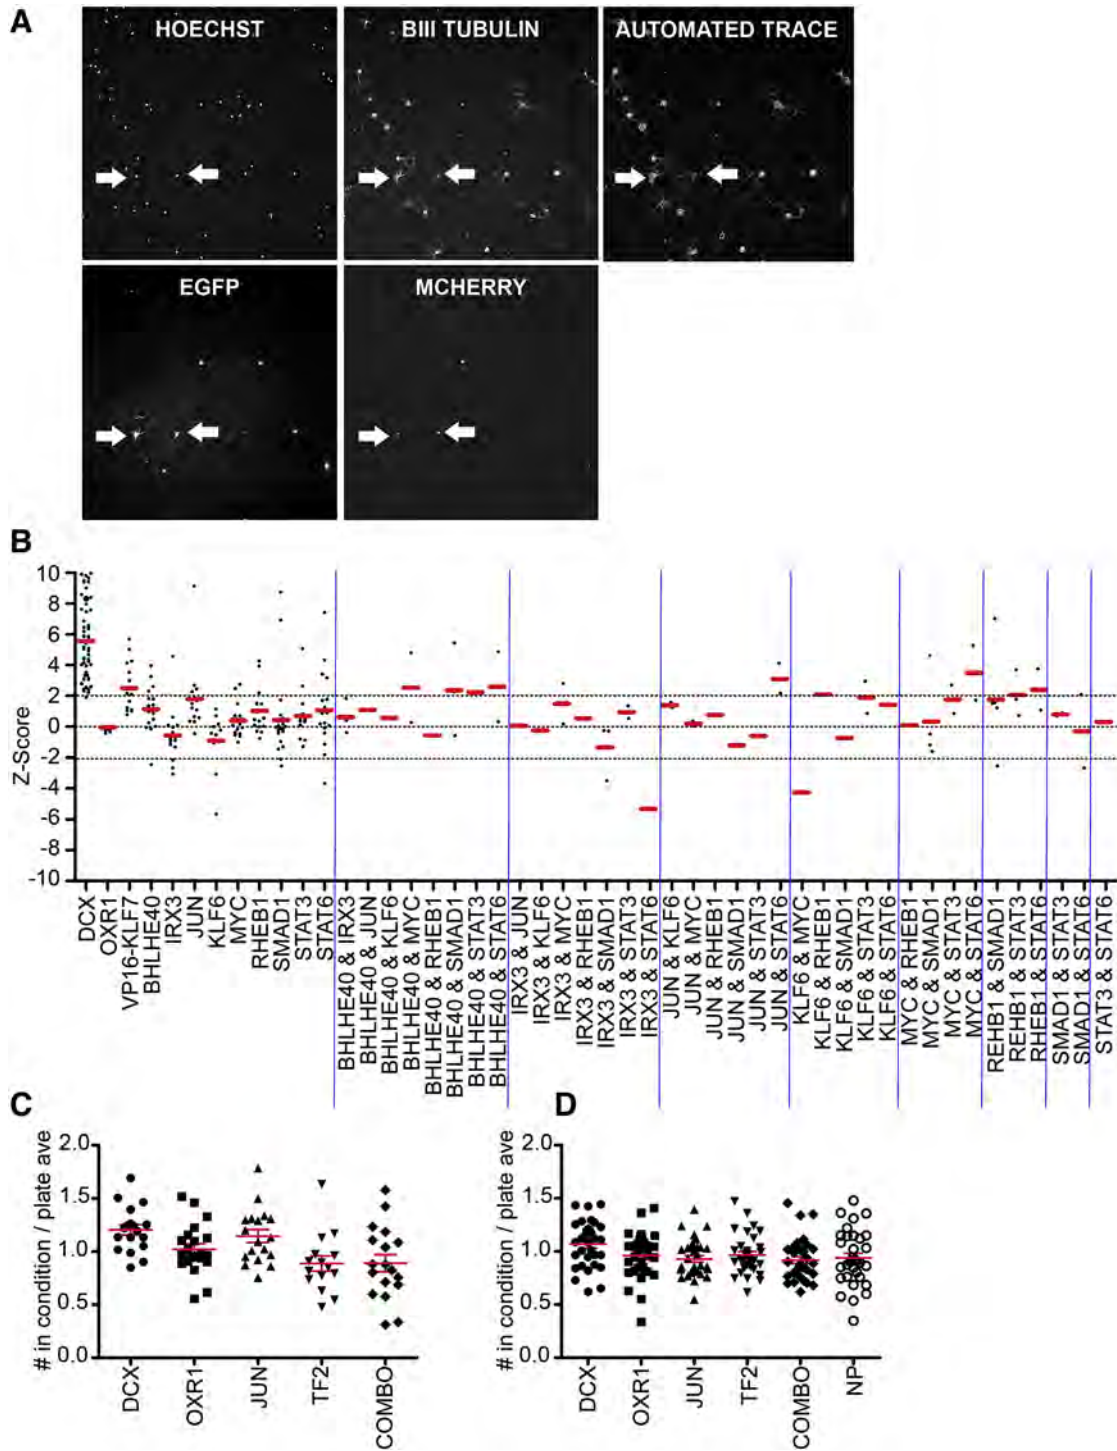 A
HOECHST
BIII TUBULIN
AUTOMATED TRACE
EGFP
MCHERRY
B
Z-Score
10
8
6
4
2
0
-2
-4
-6
-8
-10
DCX
OXR1
VP16-KLF7
BHLHE40
IRX3
JUN
KLF6
MYC
RHEB1
SMAD1
STAT3
STAT6
BHLHE40 & IRX3
BHLHE40 & JUN
BHLHE40 & KLF6
BHLHE40 & MYC
BHLHE40 & RHEB1
BHLHE40 & SMAD1
BHLHE40 & STAT3
BHLHE40 & STAT6
IRX3 & JUN
IRX3 & KLF6
IRX3 & MYC
IRX3 & RHEB1
IRX3 & SMAD1
IRX3 & STAT3
IRX3 & STAT6
JUN & KLF6
JUN & MYC
JUN & RHEB1
JUN & SMAD1
JUN & STAT3
JUN & STAT6
KLF6 & MYC
KLF6 & RHEB1
KLF6 & SMAD1
KLF6 & STAT3
KLF6 & STAT6
MYC & RHEB1
MYC & SMAD1
MYC & STAT3
MYC & STAT6
REHB1 & SMAD1
REHB1 & STAT3
RHEB1 & STAT6
SMAD1 & STAT3
SMAD1 & STAT6
STAT3 & STAT6
C
# in condition / plate ave
2.0
1.5
1.0
0.5
0.0
DCX
OXR1
JUN
TF2
COMBO
D
# in condition / plate ave
2.0
1.5
1.0
0.5
0.0
DCX
OXR1
JUN
TF2
COMBO
NP